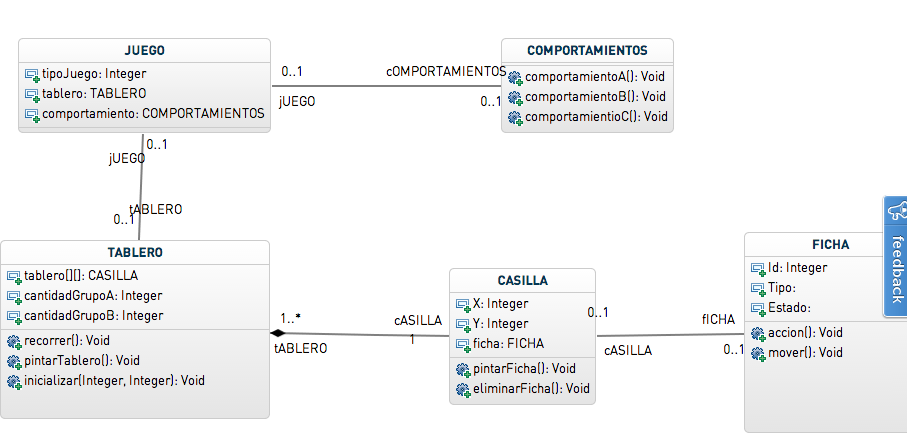 JUEGO
tipoJuego: Integer
tablero: TABLERO
comportamiento: COMPORTAMIENTOS
0..1
jUEGO
cOMPORTAMIENTOS
0..1
COMPORTAMIENTOS
comportamientoA(): Void
comportamientoB(): Void
comportamientioC(): Void
0..1
jUEGO
tABLERO
0..1
TABLERO
tablero[][]: CASILLA
cantidadGrupoA: Integer
cantidadGrupoB: Integer
recorrer(): Void
pintarTablero(): Void
inicializar(Integer, Integer): Void
1..*
tABLERO
cASILLA
1
CASILLA
X: Integer
Y: Integer
ficha: FICHA
pintarFicha(): Void
eliminarFicha(): Void
0..1
cASILLA
fICHA
0..1
FICHA
Id: Integer
Tipo:
Estado:
accion(): Void
mover(): Void
feedback